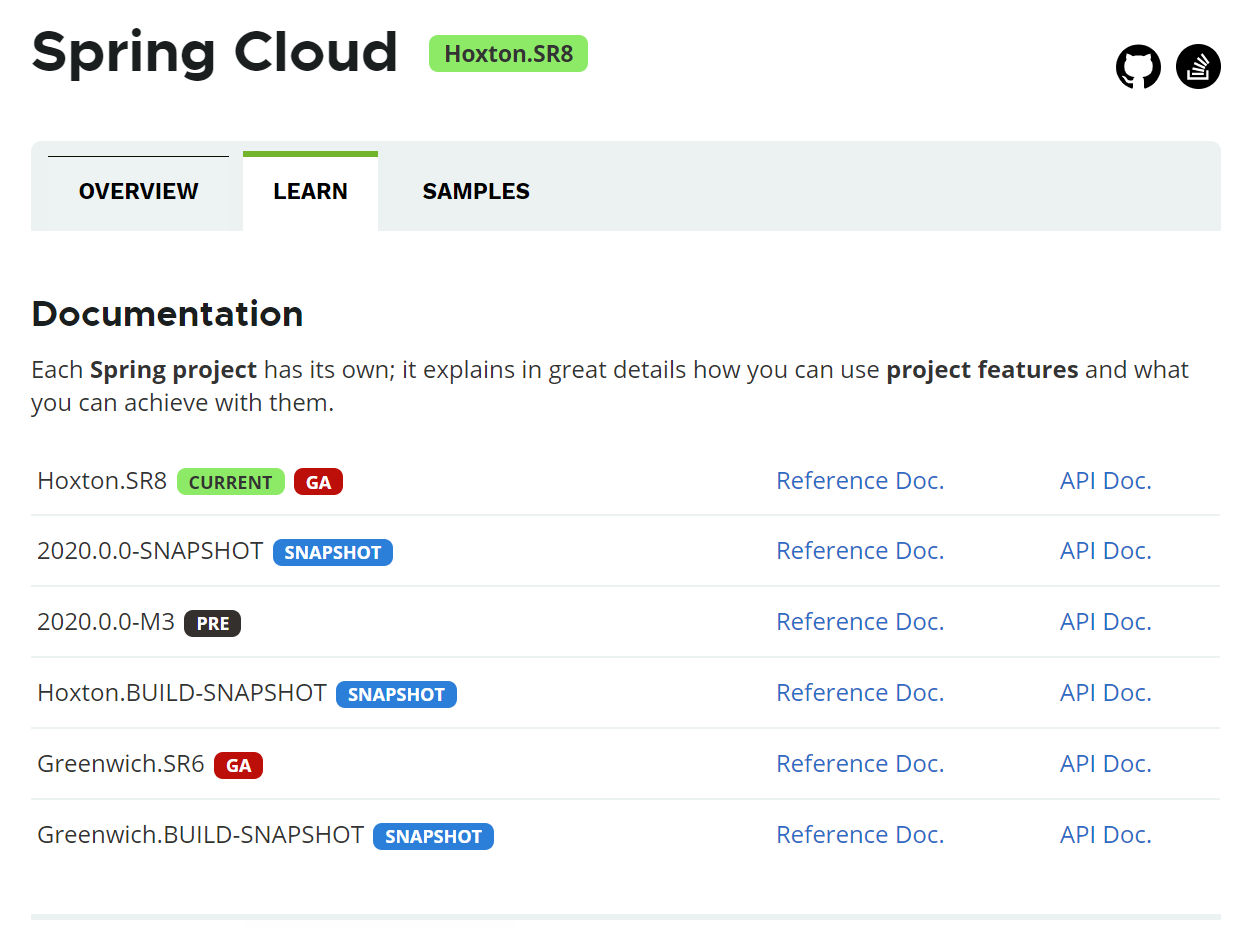 Spring Cloud Hoxton.SR8
OVERVIEW LEARN SAMPLES
Documentation
Each Spring project has its own; it explains in great details how you can use project features and what
you can achieve with them.
Hoxton.SR8 CURRENT GA Reference Doc. API Doc.
2020.0.0-SNAPSHOT SNAPSHOT Reference Doc. API Doc.
2020.0.0-M3 PRE Reference Doc. API Doc.
Hoxton.BUILD-SNAPSHOT SNAPSHOT Reference Doc. API Doc.
Greenwich.SR6 GA Reference Doc. API Doc.
Greenwich.BUILD-SNAPSHOT SNAPSHOT Reference Doc. API Doc.